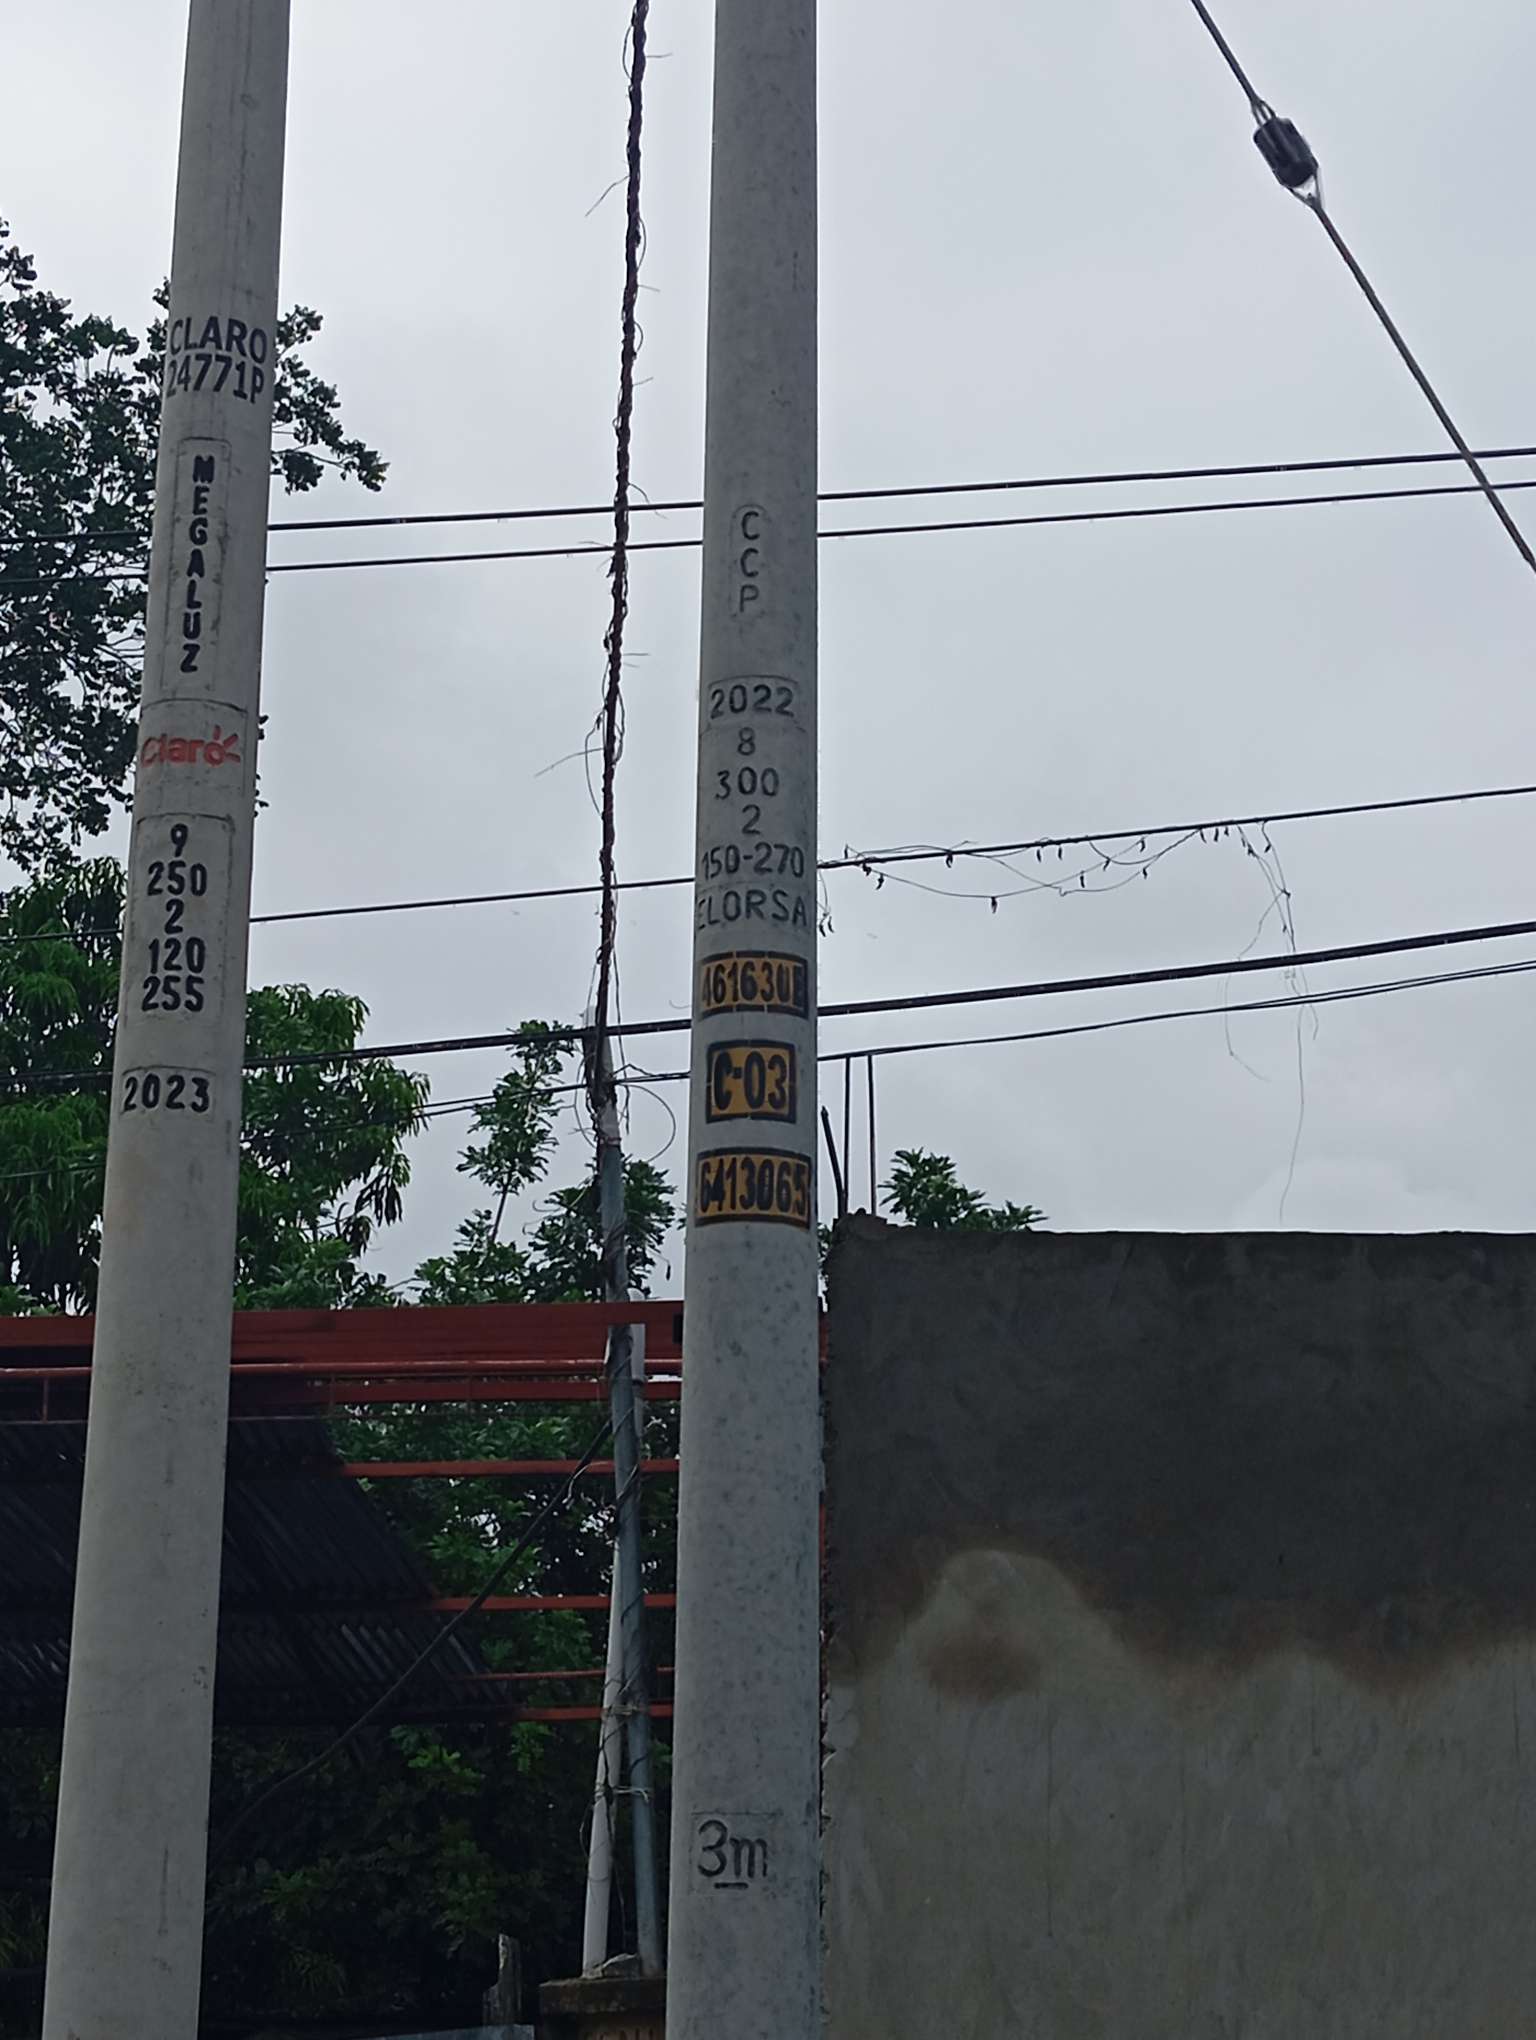 CLARO
24771P
MEGALUZ
Claro
9
250
2
120
255
2023
CCP
2022
8
300
2
150-270
ELORSA
C-03
6413065
3m